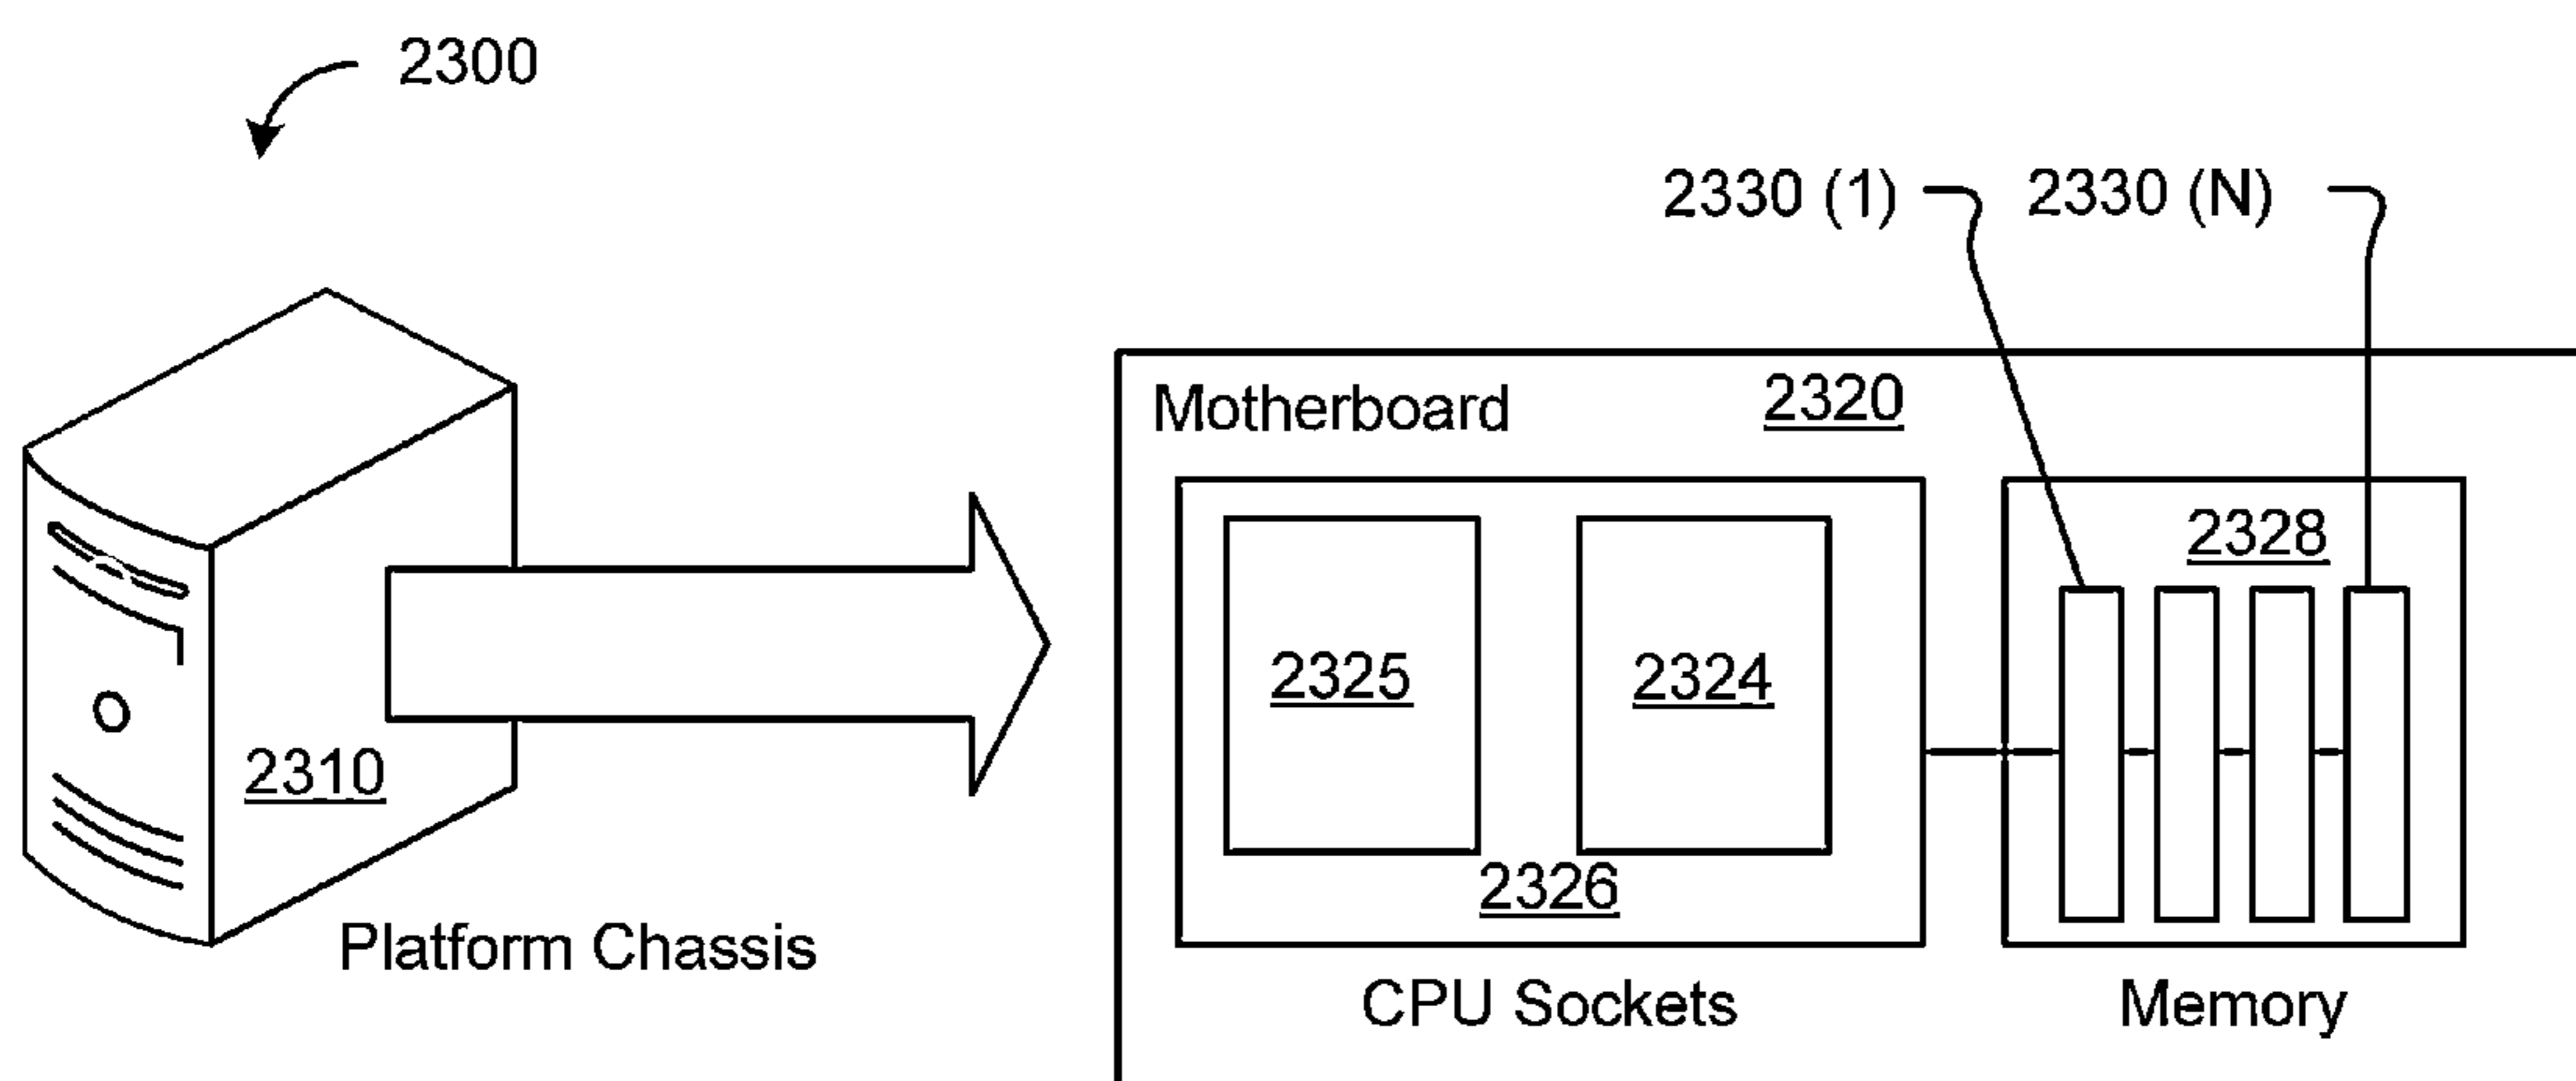 2300
2330 (1)
2330 (N)
Motherboard
2320
2328
2325
2324
2310
2326
Platform Chassis
CPU Sockets
Memory